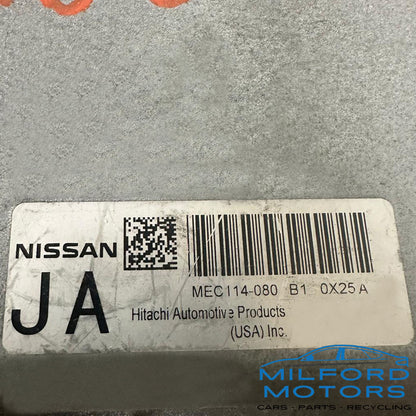 NISSAN
MEC114-080 B1 0X25A
JA
Hitachi Automotive Products
(USA) Inc.
MILFORD
MOTORS
CARS - PARTS - RECYCLING